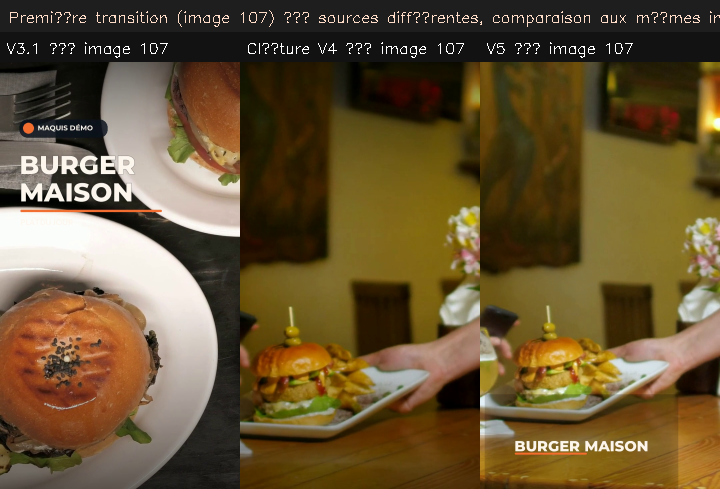 Premi??re transition (image 107) ??? sources diff??rentes, comparaison aux m??mes in
V3.1 ??? image 107
Cl??ture V4 ??? image 107
V5 ??? image 107
MAQUIS DÉMO
BURGER
MAISON
BURGER MAISON